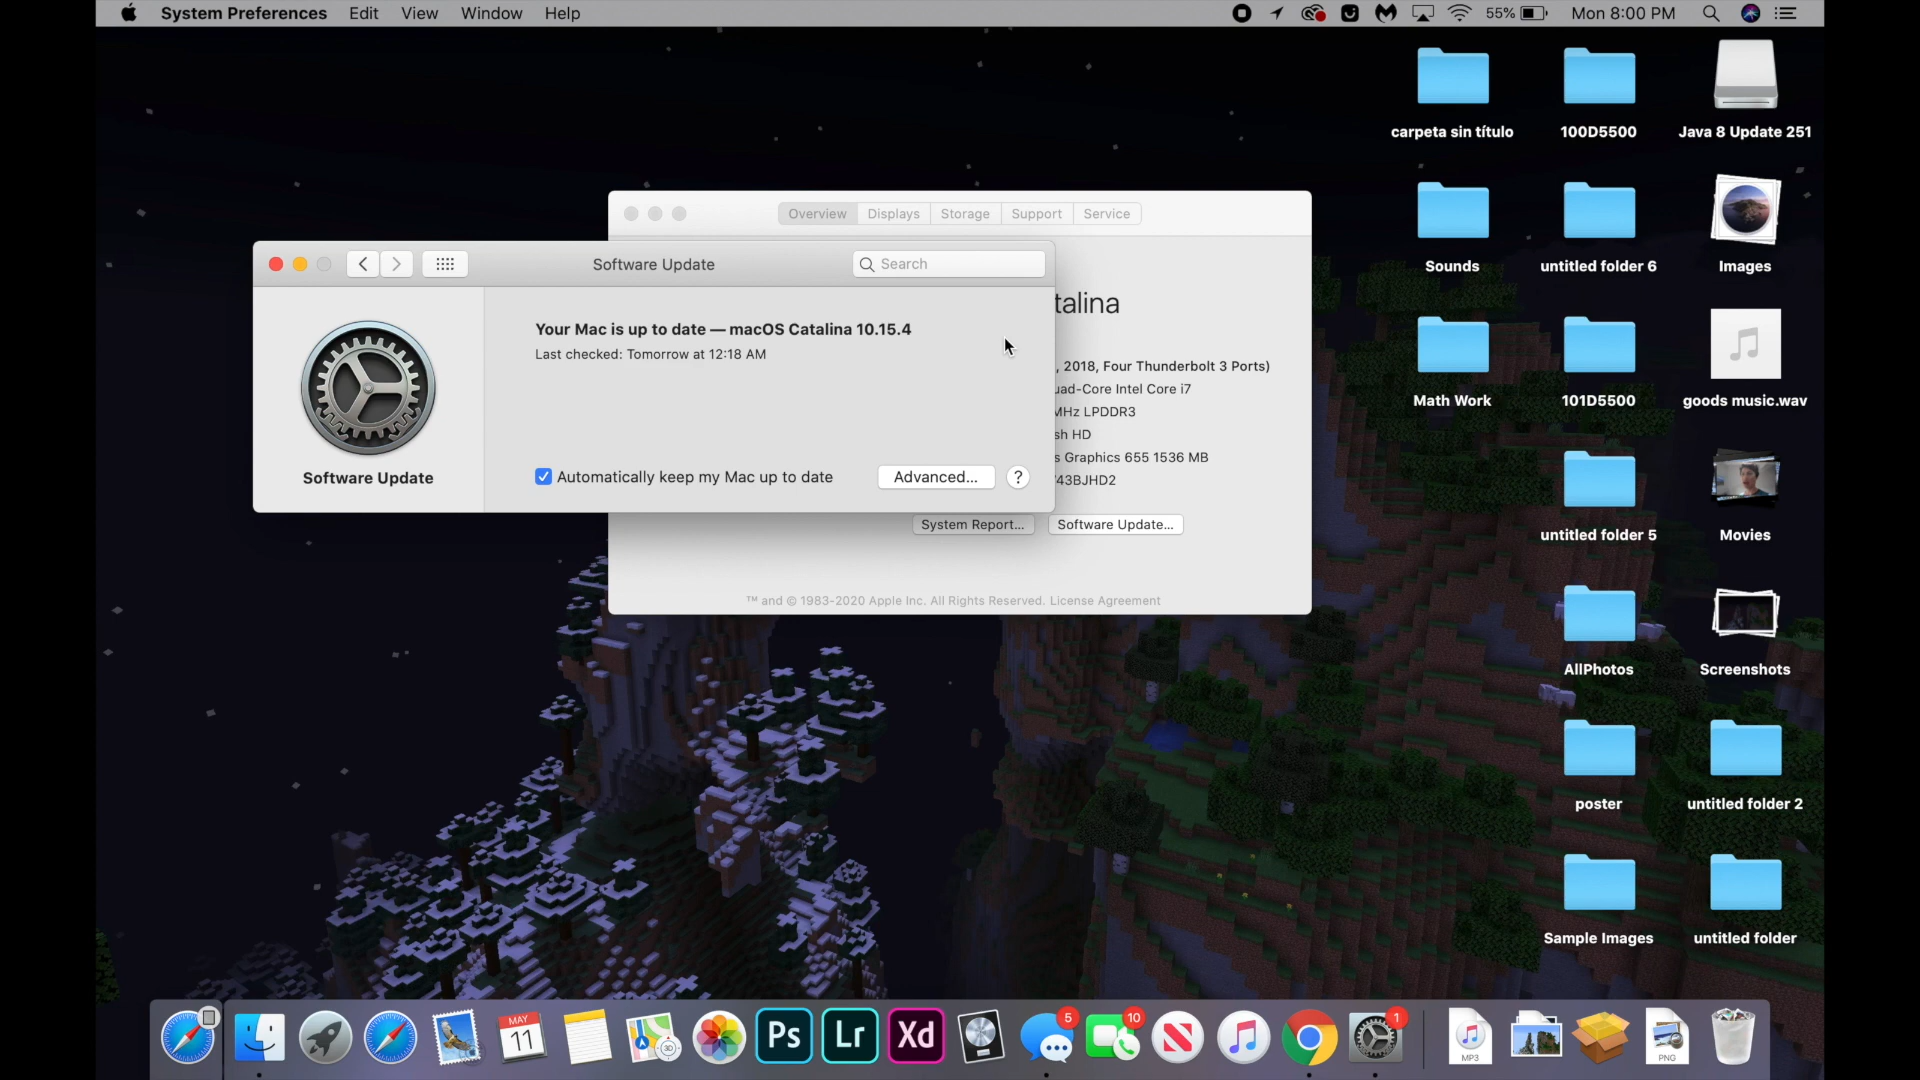 System Preferences Edit View Window Help 55% Mon 8:00 PM
carpeta sin título 100D5500 Java 8 Update 251
Overview Displays Storage Support Service
Software Update Search
Sounds untitled folder 6 Images
talina
Your Mac is up to date — macOS Catalina 10.15.4
Last checked: Tomorrow at 12:18 AM
, 2018, Four Thunderbolt 3 Ports)
uad-Core Intel Core i7
Math Work 101D5500 goods music.wav
MHz LPDDR3
sh HD
s Graphics 655 1536 MB
Software Update
Automatically keep my Mac up to date Advanced... ?
43BJHD2
System Report... Software Update...
untitled folder 5 Movies
™ and © 1983-2020 Apple Inc. All Rights Reserved. License Agreement
AllPhotos Screenshots
poster untitled folder 2
Sample Images untitled folder
MAY
11
30
Ps Lr Xd
5
10
1
MP3
PNG